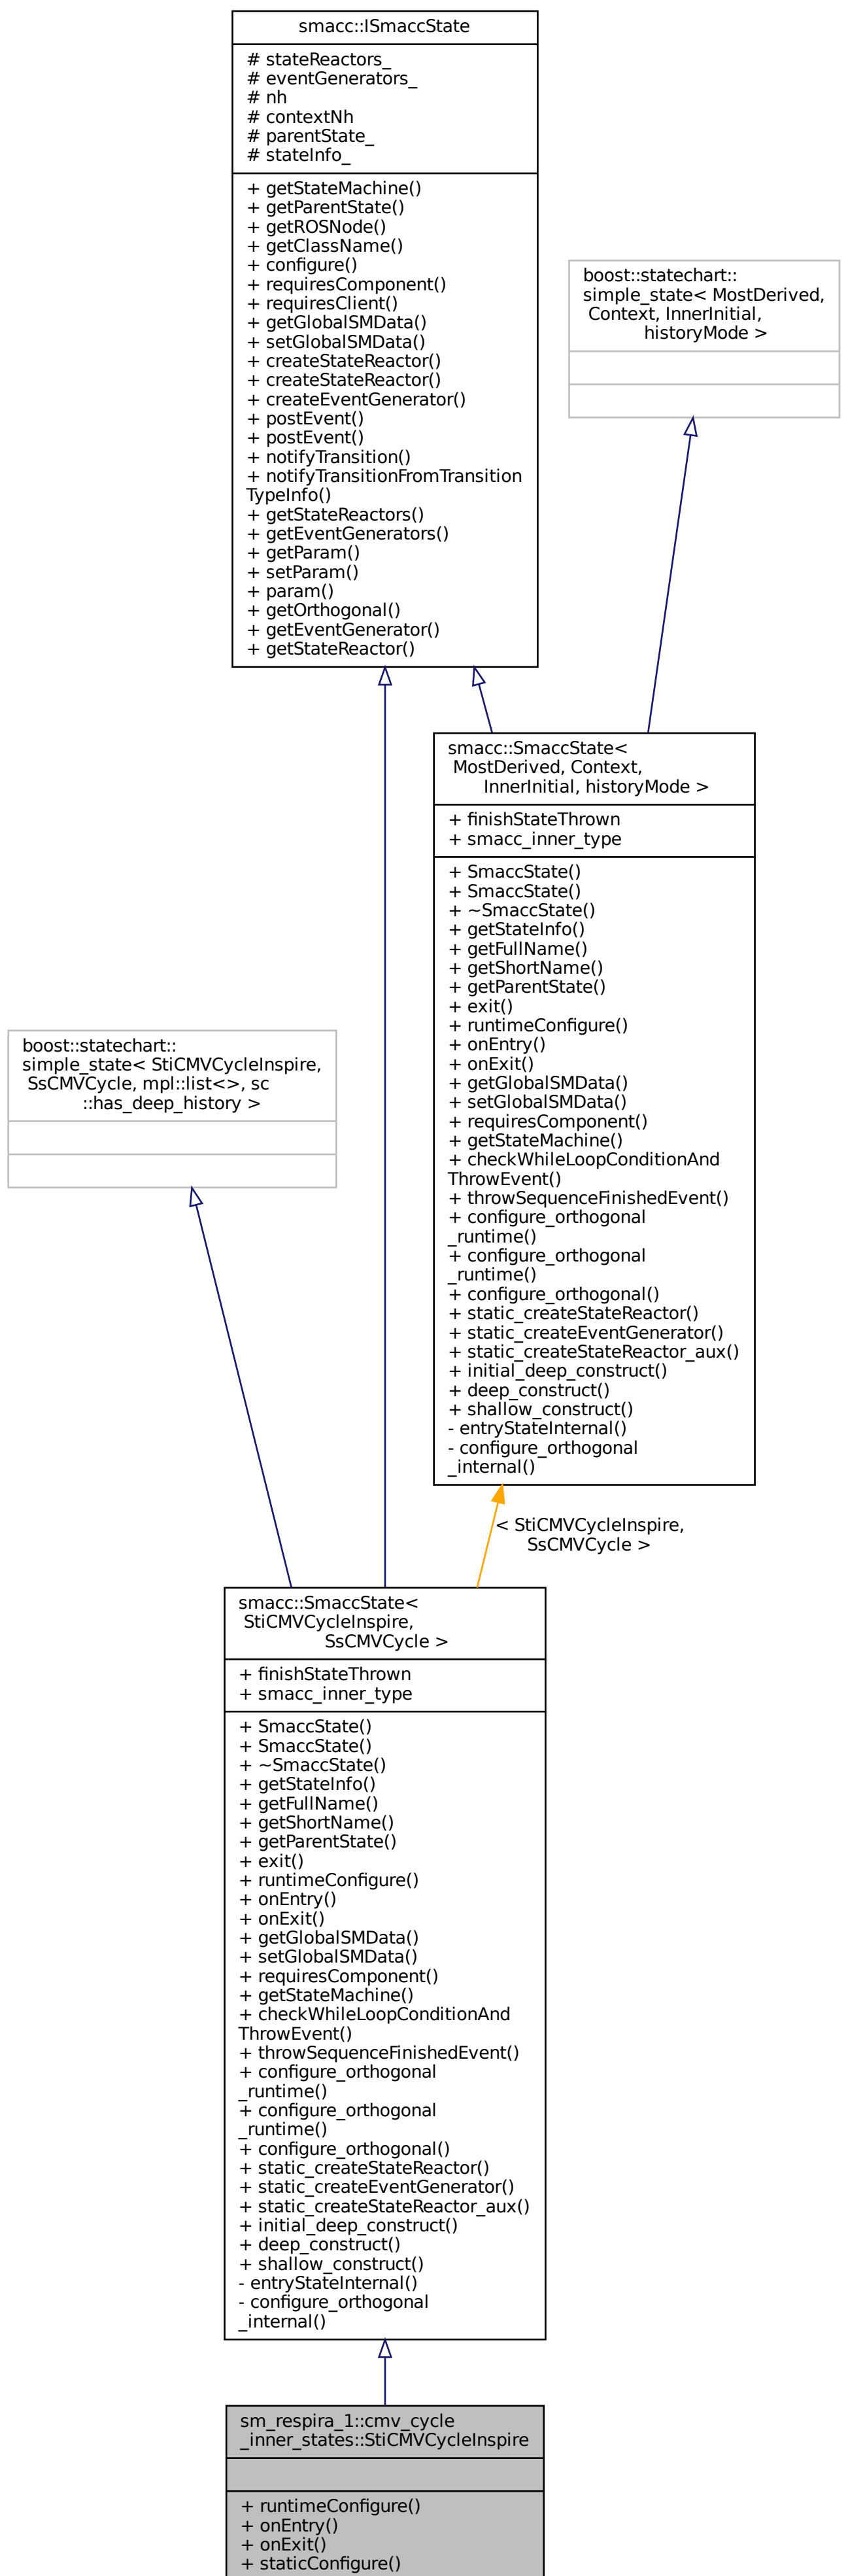 smacc::ISmaccState
# stateReactors_
# eventGenerators_
# nh
# contextNh
# parentState_
# stateInfo_
+ getStateMachine()
+ getParentState()
+ getROSNode()
+ getClassName()
+ configure()
+ requiresComponent()
+ requiresClient()
+ getGlobalSMData()
+ setGlobalSMData()
+ createStateReactor()
+ createStateReactor()
+ createEventGenerator()
+ postEvent()
+ postEvent()
+ notifyTransition()
+ notifyTransitionFromTransition
TypeInfo()
+ getStateReactors()
+ getEventGenerators()
+ getParam()
+ setParam()
+ param()
+ getOrthogonal()
+ getEventGenerator()
+ getStateReactor()
boost::statechart::
simple_state< MostDerived,
Context, InnerInitial,
historyMode >
smacc::SmaccState<
MostDerived, Context,
InnerInitial, historyMode >
+ finishStateThrown
+ smacc_inner_type
+ SmaccState()
+ SmaccState()
+ ~SmaccState()
+ getStateInfo()
+ getFullName()
+ getShortName()
+ getParentState()
+ exit()
+ runtimeConfigure()
+ onEntry()
+ onExit()
+ getGlobalSMData()
+ setGlobalSMData()
+ requiresComponent()
+ getStateMachine()
+ checkWhileLoopConditionAnd
ThrowEvent()
+ throwSequenceFinishedEvent()
+ configure_orthogonal
_runtime()
+ configure_orthogonal
_runtime()
+ configure_orthogonal()
+ static_createStateReactor()
+ static_createEventGenerator()
+ static_createStateReactor_aux()
+ initial_deep_construct()
+ deep_construct()
+ shallow_construct()
- entryStateInternal()
- configure_orthogonal
_internal()
boost::statechart::
simple_state< StiCMVCycleInspire,
SsCMVCycle, mpl::list<>, sc
::has_deep_history >
< StiCMVCycleInspire,
SsCMVCycle >
smacc::SmaccState<
StiCMVCycleInspire,
SsCMVCycle >
+ finishStateThrown
+ smacc_inner_type
+ SmaccState()
+ SmaccState()
+ ~SmaccState()
+ getStateInfo()
+ getFullName()
+ getShortName()
+ getParentState()
+ exit()
+ runtimeConfigure()
+ onEntry()
+ onExit()
+ getGlobalSMData()
+ setGlobalSMData()
+ requiresComponent()
+ getStateMachine()
+ checkWhileLoopConditionAnd
ThrowEvent()
+ throwSequenceFinishedEvent()
+ configure_orthogonal
_runtime()
+ configure_orthogonal
_runtime()
+ configure_orthogonal()
+ static_createStateReactor()
+ static_createEventGenerator()
+ static_createStateReactor_aux()
+ initial_deep_construct()
+ deep_construct()
+ shallow_construct()
- entryStateInternal()
- configure_orthogonal
_internal()
sm_respira_1::cmv_cycle
_inner_states::StiCMVCycleInspire
+ runtimeConfigure()
+ onEntry()
+ onExit()
+ staticConfigure()